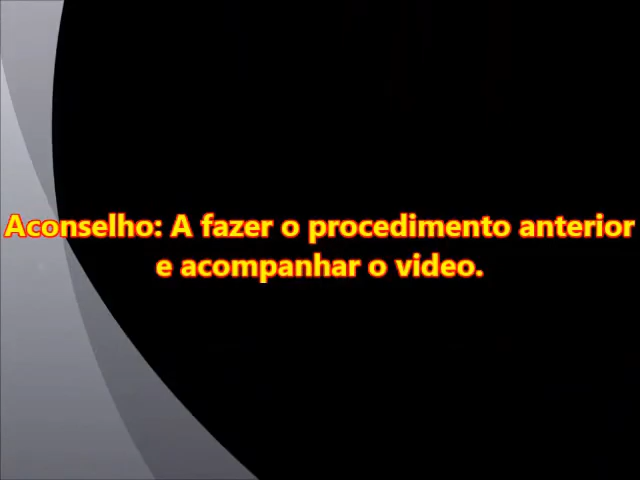 Aconselho: A fazer o procedimento anterior
e acompanhar o video.